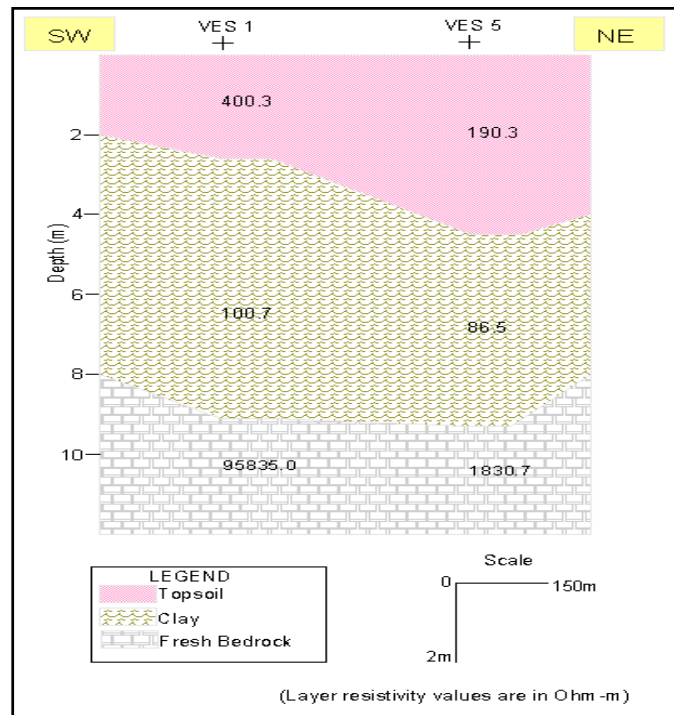 SW
VES 1
VES 5
NE
400.3
190.3
2
4
Depth (m)
6
100.7
86.5
8
10
95835.0
1830.7
LEGEND
Topsoil
Clay
Fresh Bedrock
Scale
0
150m
2m
(Layer resistivity values are in Ohm-m)